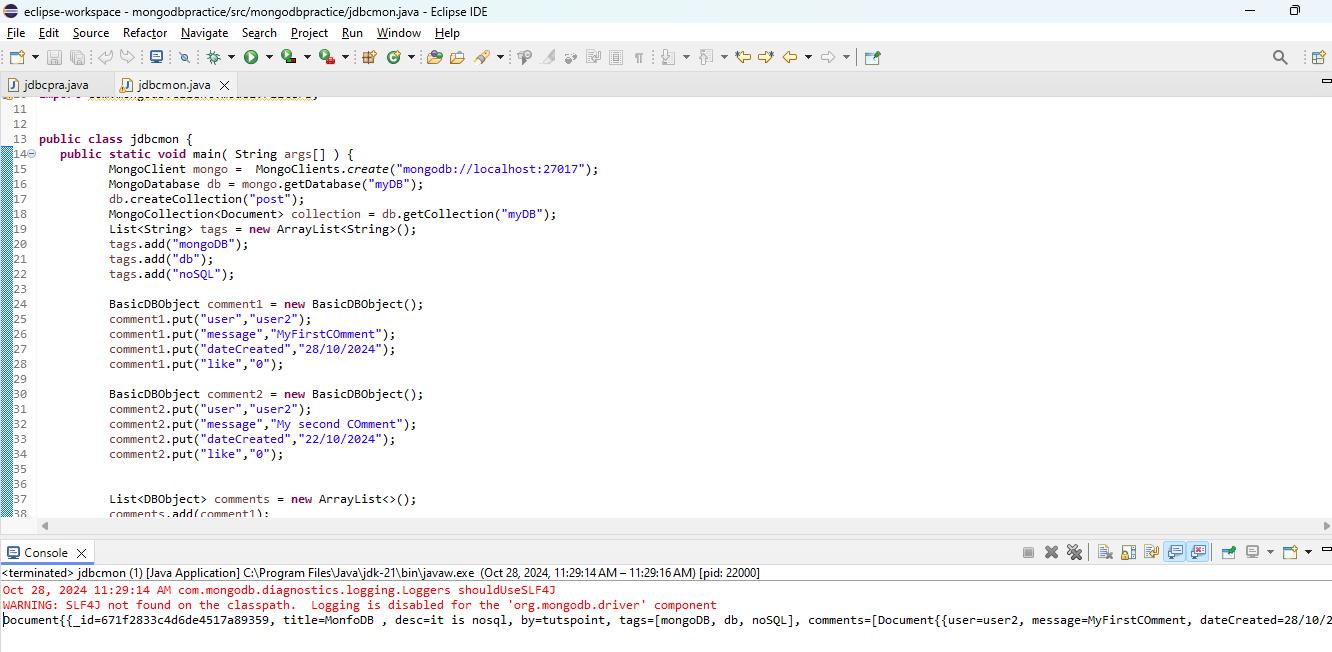 eclipse-workspace - mongodbpractice/src/mongodbpractice/jdbcmon.java - Eclipse IDE
File Edit Source Refactor Navigate Search Project Run Window Help
jdbcpra.java jdbcmon.java
11
12
13 public class jdbcmon {
14 public static void main( String args[] ) {
15 MongoClient mongo =  MongoClients.create("mongodb://localhost:27017");
16 MongoDatabase db = mongo.getDatabase("myDB");
17 db.createCollection("post");
18 MongoCollection<Document> collection = db.getCollection("myDB");
19 List<String> tags = new ArrayList<String>();
20 tags.add("mongoDB");
21 tags.add("db");
22 tags.add("noSQL");
23
24 BasicDBObject comment1 = new BasicDBObject();
25 comment1.put("user","user2");
26 comment1.put("message","MyFirstCOmment");
27 comment1.put("dateCreated","28/10/2024");
28 comment1.put("like","0");
29
30 BasicDBObject comment2 = new BasicDBObject();
31 comment2.put("user","user2");
32 comment2.put("message","My second COmment");
33 comment2.put("dateCreated","22/10/2024");
34 comment2.put("like","0");
35
36
37 List<DBObject> comments = new ArrayList<>();
38 comments.add(comment1);
Console
<terminated> jdbcmon (1) [Java Application] C:\Program Files\Java\jdk-21\bin\javaw.exe (Oct 28, 2024, 11:29:14 AM – 11:29:16 AM) [pid: 22000]
Oct 28, 2024 11:29:14 AM com.mongodb.diagnostics.logging.Loggers shouldUseSLF4J
WARNING: SLF4J not found on the classpath.  Logging is disabled for the 'org.mongodb.driver' component
Document{{_id=671f2833c4d6de4517a89359, title=MonfoDB , desc=it is nosql, by=tutspoint, tags=[mongoDB, db, noSQL], comments=[Document{{user=user2, message=MyFirstCOmment, dateCreated=28/10/2